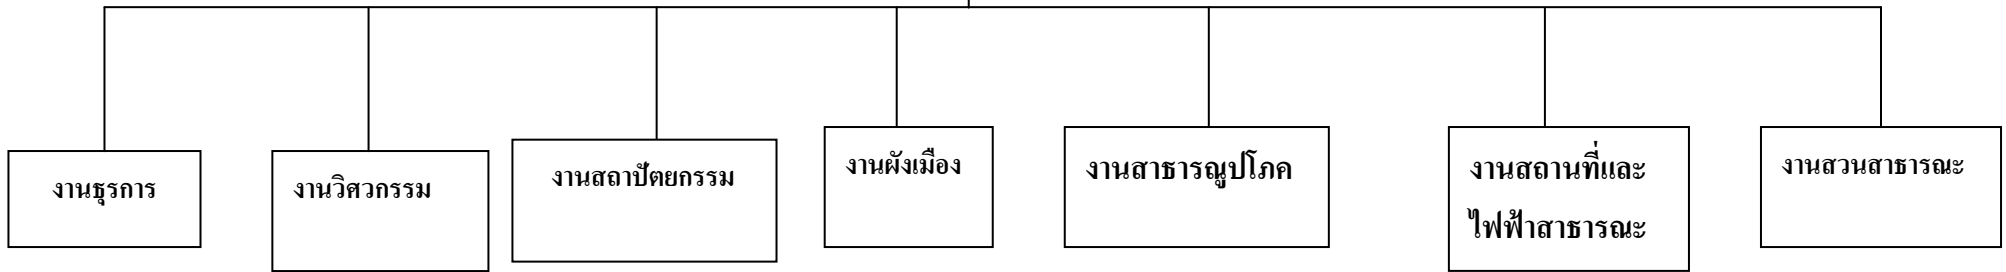 งานธุรการ
งานวิศวกรรม
งานสถาปัตยกรรม
งานผังเมือง
งานสาธารณูปโภค
งานสถานที่และ
ไฟฟ้าสาธารณะ
งานสวนสาธารณะ